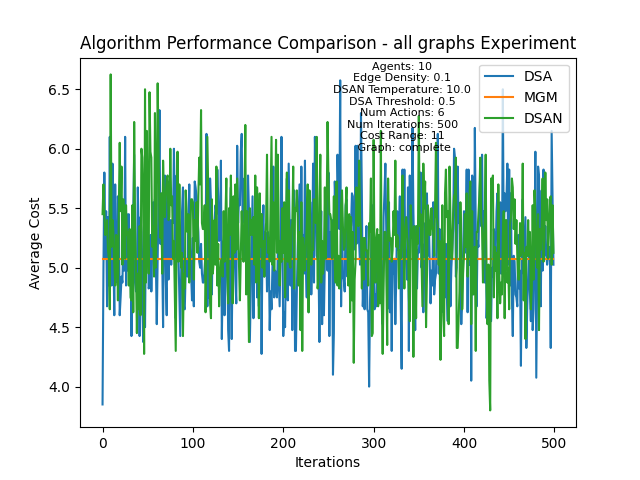 Algorithm Performance Comparison - all graphs Experiment
Agents: 10
Edge Density: 0.1
DSAN Temperature: 10.0
DSA Threshold: 0.5
Num Actions: 6
Num Iterations: 500
Cost Range: 11
Graph: complete
DSA
MGM
DSAN
Average Cost
6.5
6.0
5.5
5.0
4.5
4.0
0
100
200
300
400
500
Iterations